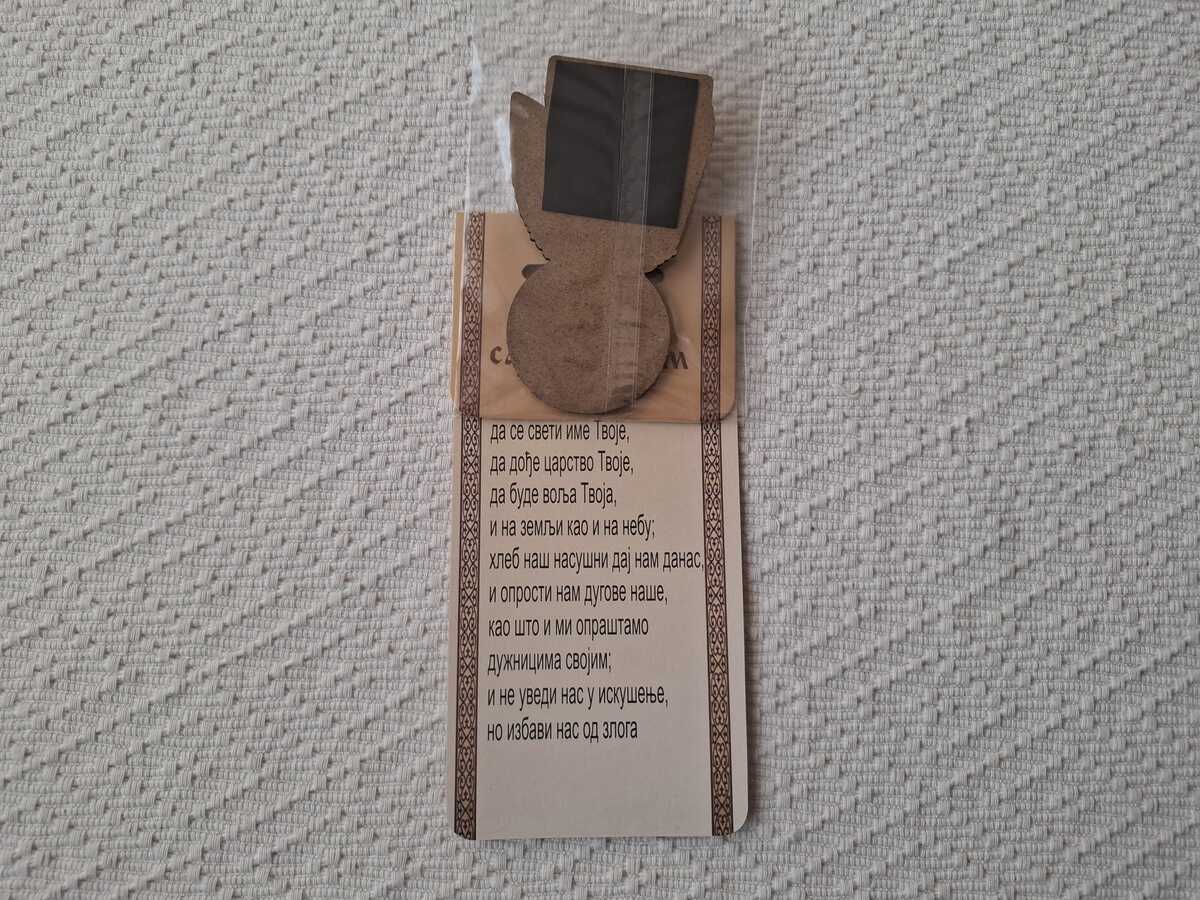 да се свети име Твоје,
да дође царство Твоје,
да буде воља Твоја,
и на земљи као и на небу;
хлеб наш насушни дај нам данас,
и опрости нам дугове наше,
као што и ми опраштамо
дужницима својим;
и не уведи нас у искушење,
но избави нас од злога